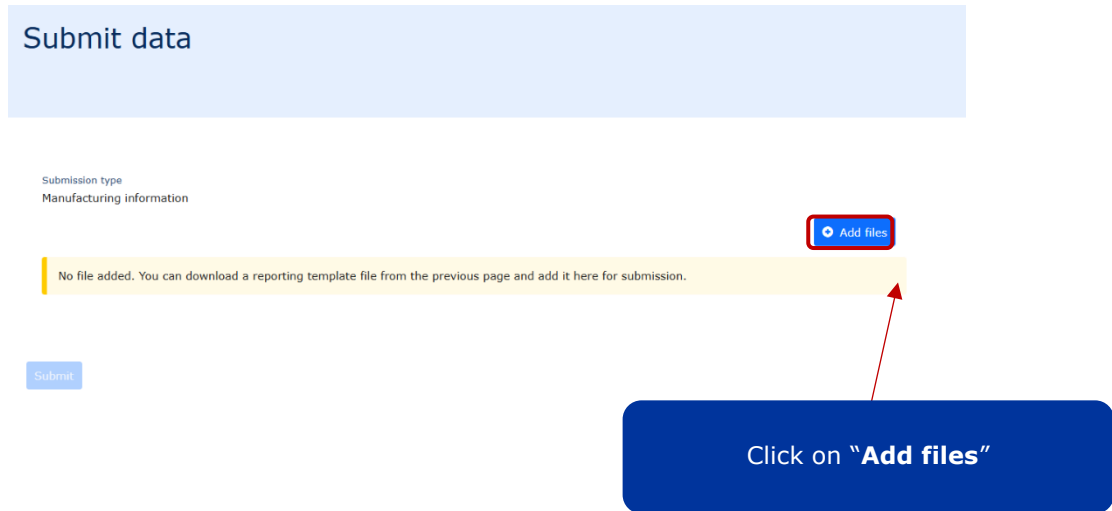 Submit data
Submission type
Manufacturing information
Add files
No file added. You can download a reporting template file from the previous page and add it here for submission.
Submit
Click on “Add files”